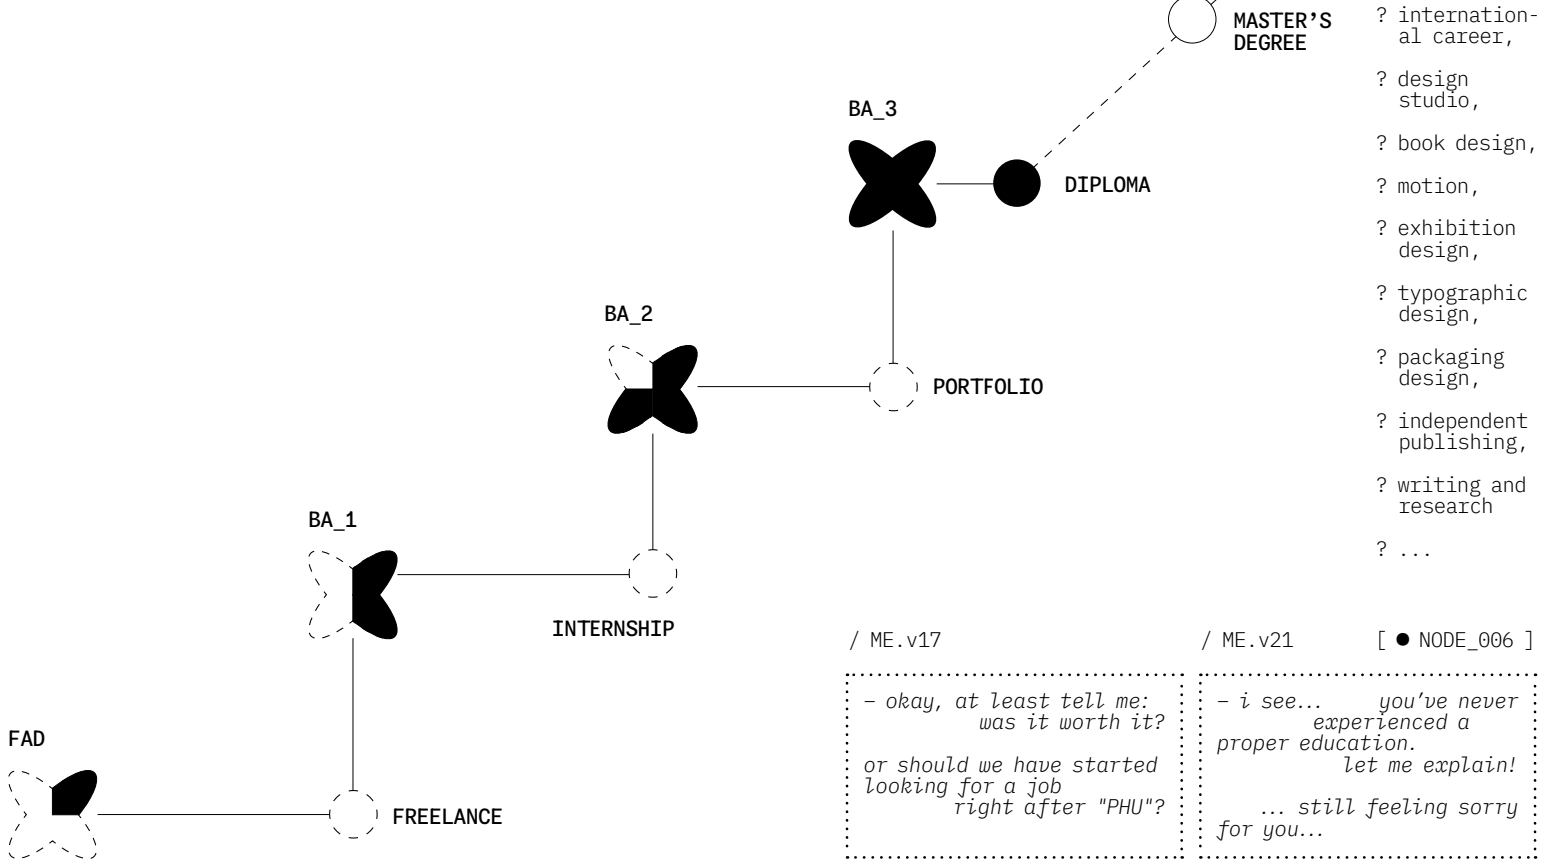 MASTER’S
DEGREE
? internation-
al career,
? design
studio,
? book design,
? motion,
? exhibition
design,
? typographic
design,
? packaging
design,
? independent
publishing,
? writing and
research
? ...
BA_3
DIPLOMA
BA_2
PORTFOLIO
BA_1
INTERNSHIP
FAD
FREELANCE
/ ME.v17
– okay, at least tell me:
was it worth it?
or should we have started
looking for a job
right after "PHU"?
/ ME.v21
[ ● NODE_006 ]
– i see... you’ve never
experienced a
proper education.
let me explain!
... still feeling sorry
for you...